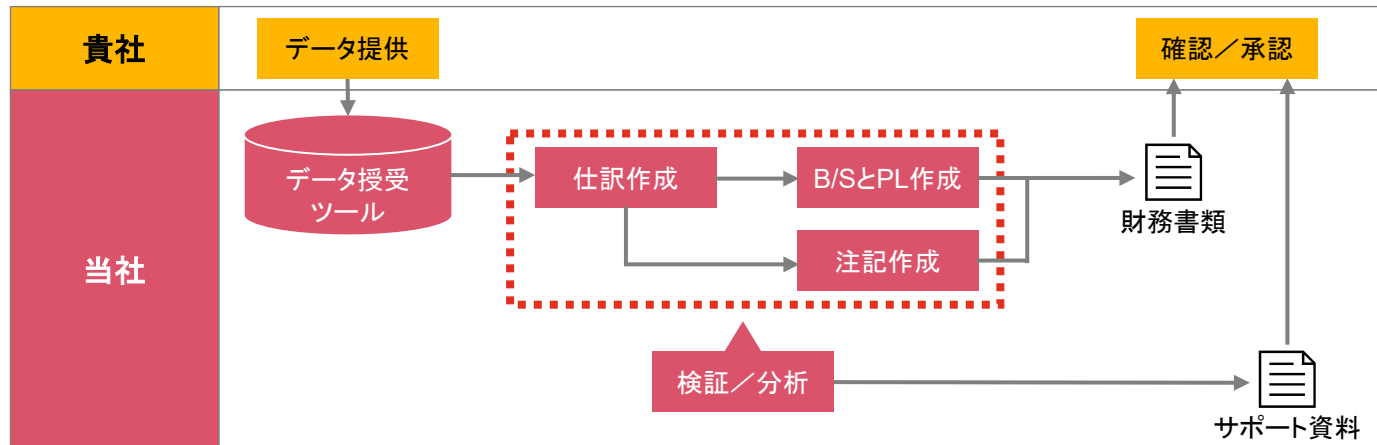 貴社
データ提供
確認／承認
当社
データ授受
ツール
仕訳作成
B/SとPL作成
注記作成
財務書類
検証／分析
サポート資料